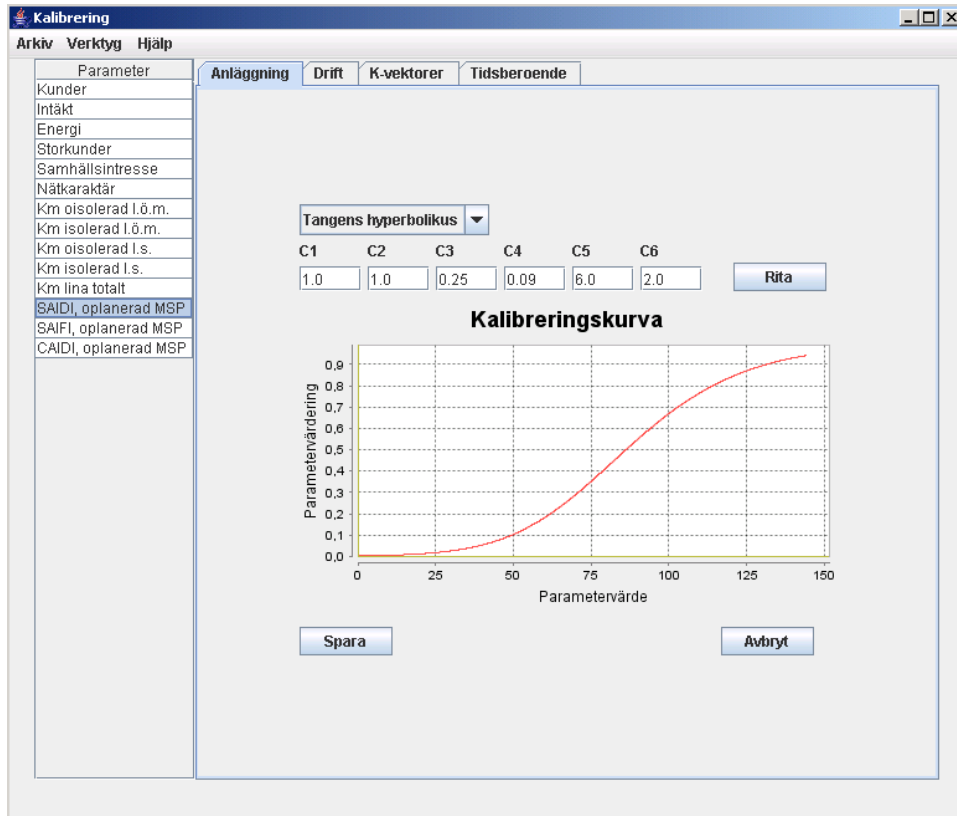 Kalibrering
Arkiv Verktyg Hjälp
Parameter
Kunder
Intäkt
Energi
Storkunder
Samhällsintresse
Nätkaraktär
Km oisolerad l.ö.m.
Km isolerad l.ö.m.
Km oisolerad l.s.
Km isolerad l.s.
Km lina totalt
SAIDI, oplanerad MSP
SAIFI, oplanerad MSP
CAIDI, oplanerad MSP
Anläggning Drift K-vektorer Tidsberoende
Tangens hyperbolikus
C1 C2 C3 C4 C5 C6
1.0 1.0 0.25 0.09 6.0 2.0 Rita
Kalibreringskurva
Parametervärdering
0,9
0,8
0,7
0,6
0,5
0,4
0,3
0,2
0,1
0,0
0 25 50 75 100 125 150
Parametervärde
Spara Avbryt